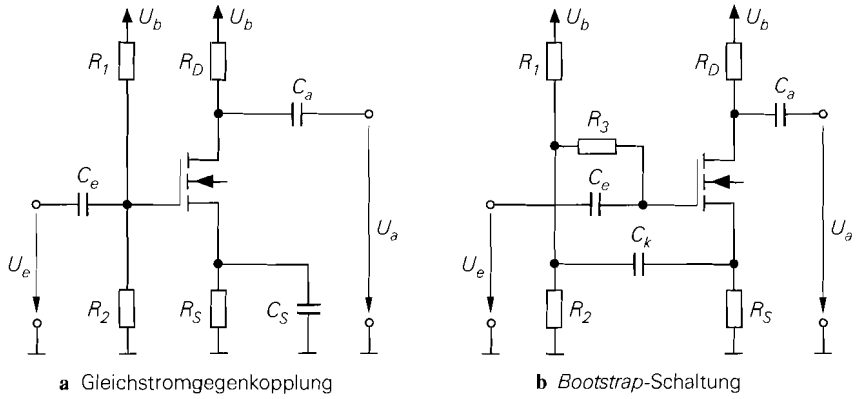 U_b U_b U_b U_b
R_1 R_D R_1 R_D
C_a C_a
R_3
C_e C_e
C_k
U_e U_a U_e U_a
R_2 R_S C_S R_2 R_S
a Gleichstromgegenkopplung
b Bootstrap-Schaltung